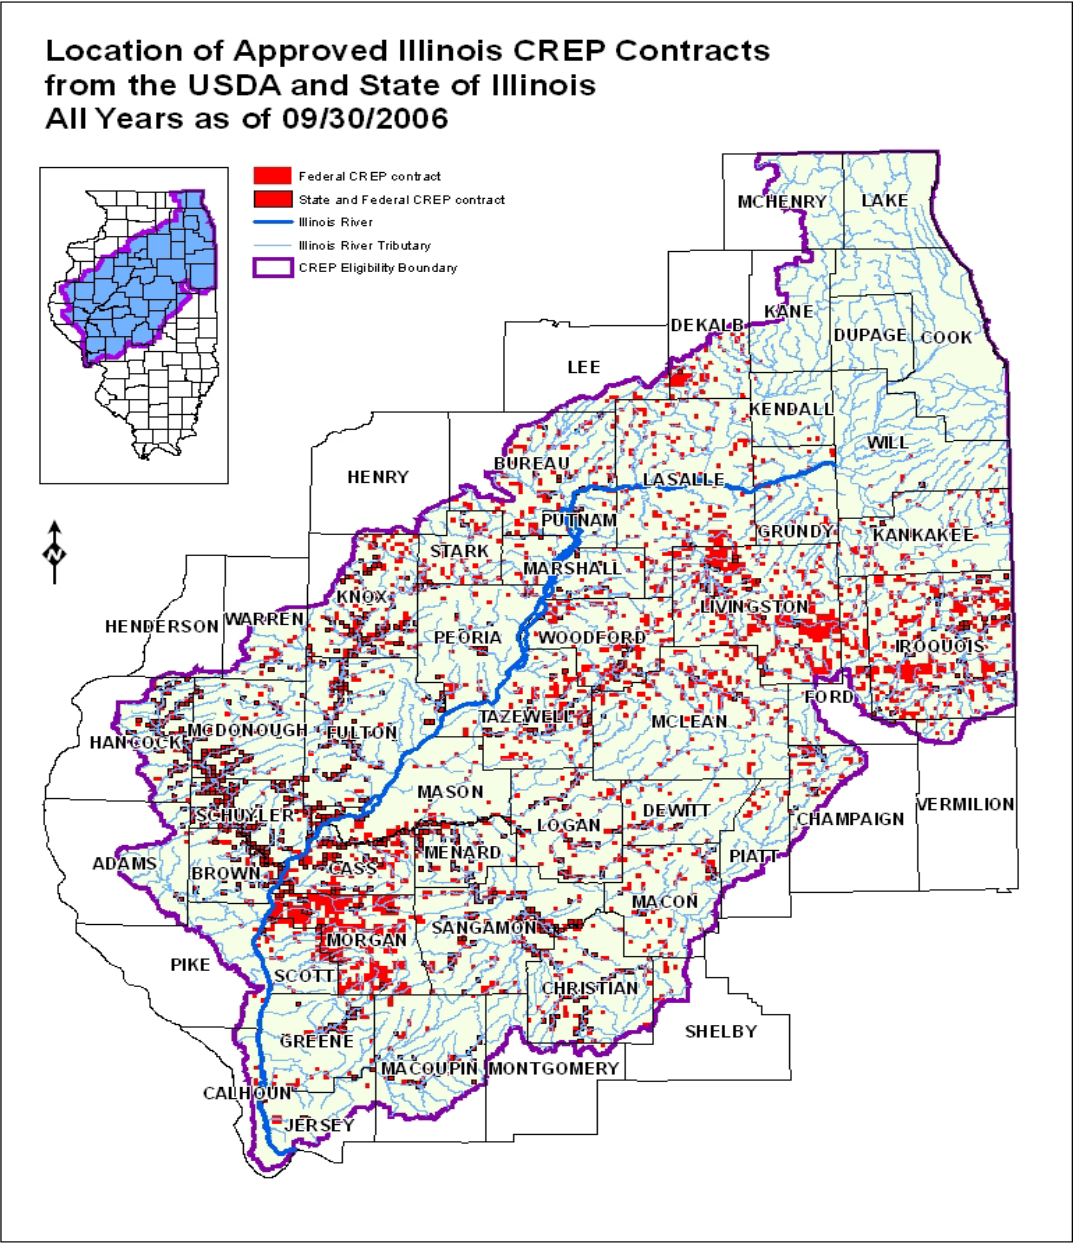 Location of Approved Illinois CREP Contracts
from the USDA and State of Illinois
All Years as of 09/30/2006
Federal CREP contract
State and Federal CREP contract
Illinois River
Illinois River Tributary
CREP Eligibility Boundary
N
MCHENRY
LAKE
KANE
DEKALB
DUPAGE
COOK
LEE
KENDALL
WILL
BUREAU
HENRY
LASALLE
PUTNAM
GRUNDY
KANKAKEE
STARK
MARSHALL
KNOX
LIVINGSTON
WARREN
HENDERSON
PEORIA
WOODFORD
IROQUOIS
FORD
TAZEWELL
MCLEAN
MCDONOUGH
FULTON
HANCOCK
MASON
VERMILION
DEWITT
SCHUYLER
CHAMPAIGN
LOGAN
MENARD
PIATT
ADAMS
CASS
BROWN
MACON
SANGAMON
MORGAN
PIKE
SCOTT
CHRISTIAN
SHELBY
GREENE
MACOUPIN
MONTGOMERY
CALHOUN
JERSEY